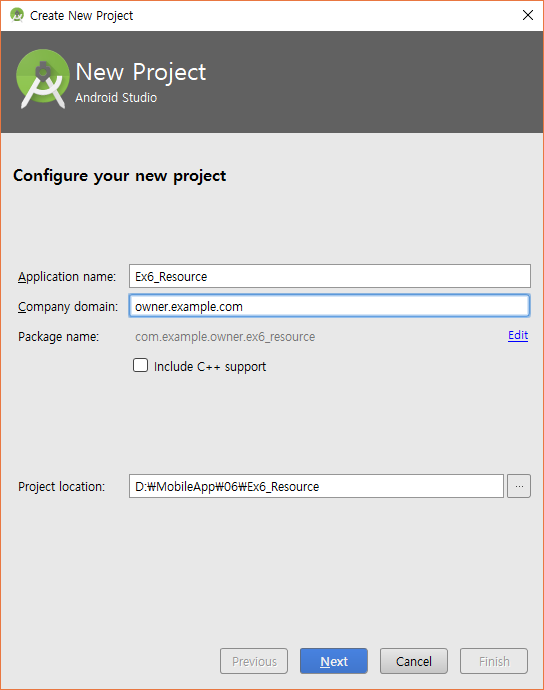 Create New Project
New Project
Android Studio
Configure your new project
Application name: Ex6_Resource
Company domain: owner.example.com
Package name: com.example.owner.ex6_resource Edit
Include C++ support
Project location: D:₩MobileApp₩06₩Ex6_Resource ...
Previous Next Cancel Finish